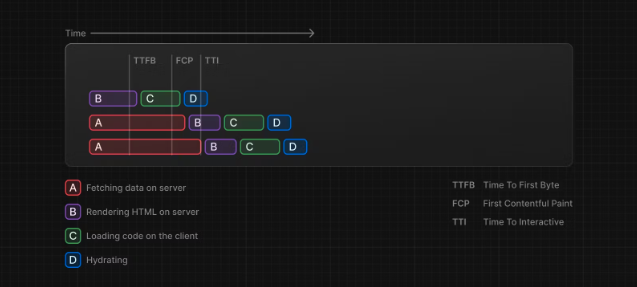 Time
TTFB FCP TTI
B C D
A B C D
A B C D
A Fetching data on server
B Rendering HTML on server
C Loading code on the client
D Hydrating
TTFB Time To First Byte
FCP First Contentful Paint
TTI Time To Interactive